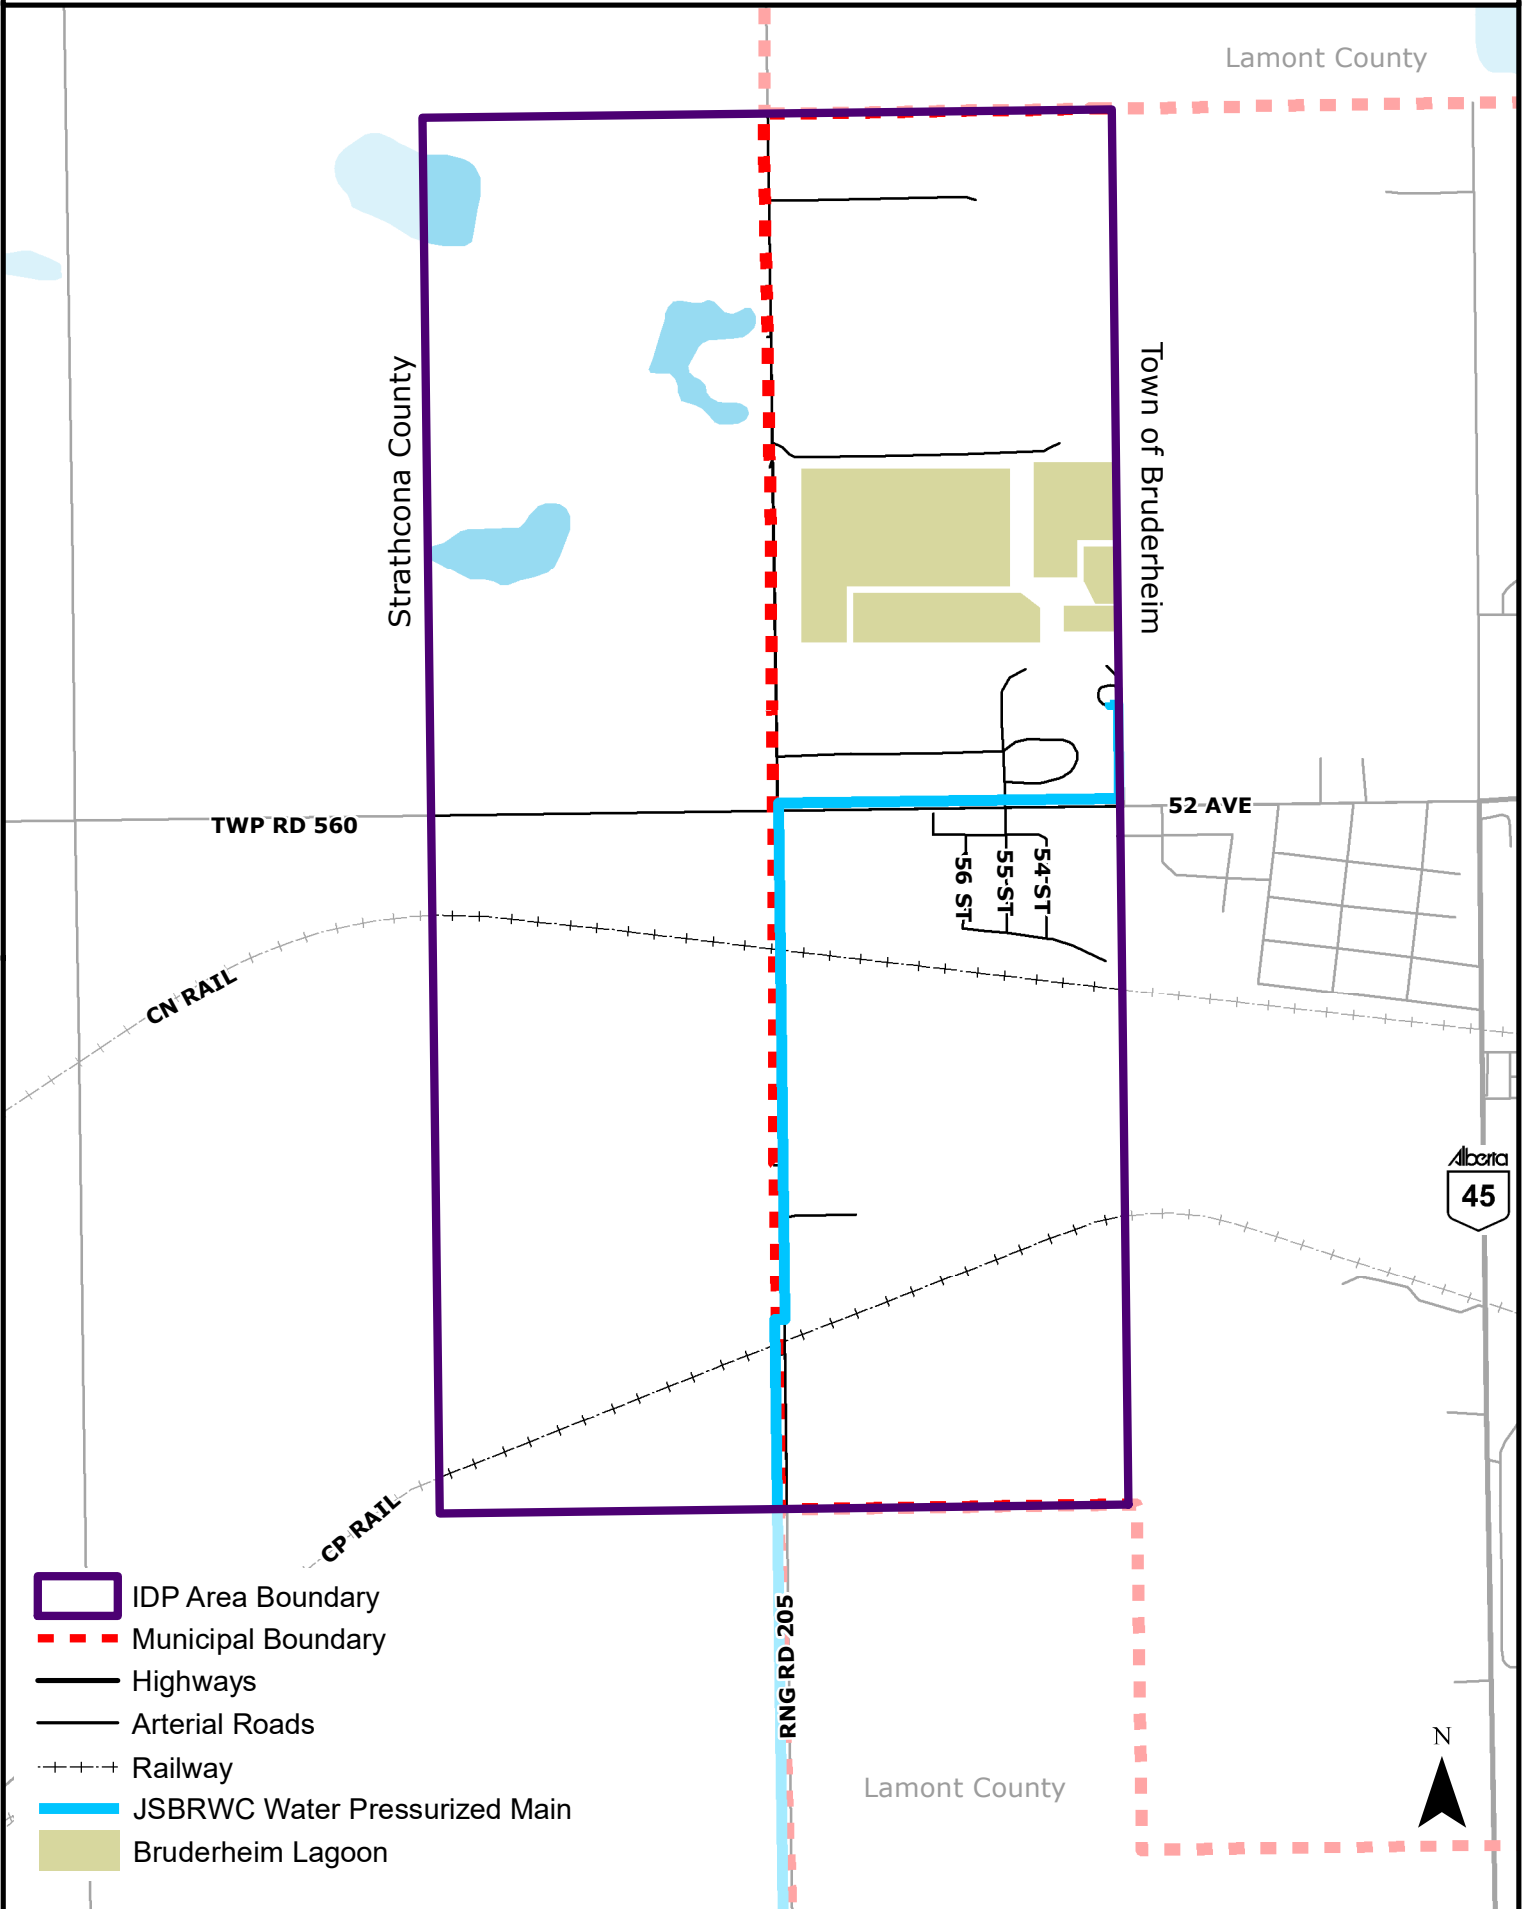 Lamont County
Strathcona County
Town of Bruderheim
TWP RD 560
52 AVE
56 ST
55 ST
54 ST
CN RAIL
Alberta
45
CP RAIL
IDP Area Boundary
Municipal Boundary
Highways
Arterial Roads
Railway
JSBRWC Water Pressurized Main
Bruderheim Lagoon
RNG RD 205
Lamont County
N